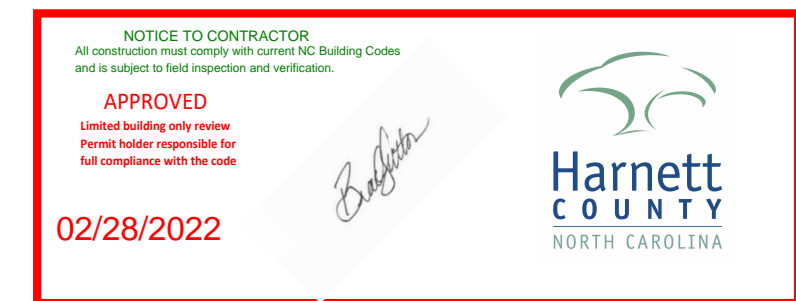 NOTICE TO CONTRACTOR
All construction must comply with current NC Building Codes
and is subject to field inspection and verification.
APPROVED
Limited building only review
Permit holder responsible for
full compliance with the code
02/28/2022
Harnett
COUNTY
NORTH CAROLINA